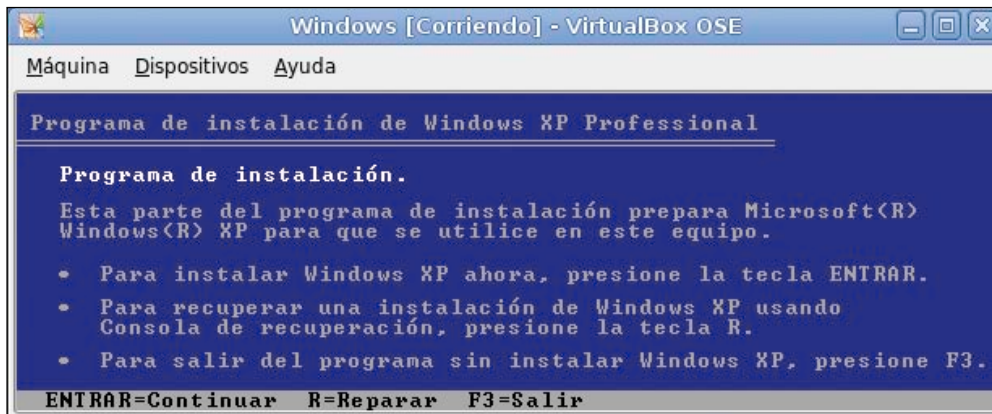 Windows [Corriendo] - VirtualBox OSE
Máquina Dispositivos Ayuda
Programa de instalación de Windows XP Professional
Programa de instalación.
Esta parte del programa de instalación prepara Microsoft(R)
Windows(R) XP para que se utilice en este equipo.
• Para instalar Windows XP ahora, presione la tecla ENTRAR.
• Para recuperar una instalación de Windows XP usando
Consola de recuperación, presione la tecla R.
• Para salir del programa sin instalar Windows XP, presione F3.
ENTRAR=Continuar R=Reparar F3=Salir